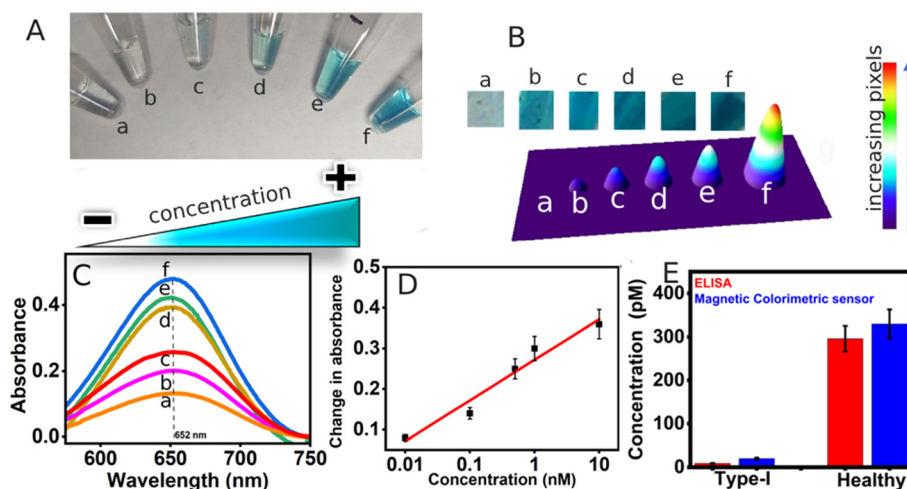 A
a
b
c
d
e
f
B
a
b
c
d
e
f
a
b
c
d
e
f
g
increasing pixels
−
+
concentration
C
f
e
d
c
b
a
Absorbance
0.4
0.2
0.0
652 nm
600
650
700
750
Wavelength (nm)
D
Change in absorbance
0.5
0.4
0.3
0.2
0.1
0.01
0.1
1
10
Concentration (nM)
E
ELISA
Magnetic Colorimetric sensor
Concentration (pM)
400
300
200
100
0
Type-I
Healthy